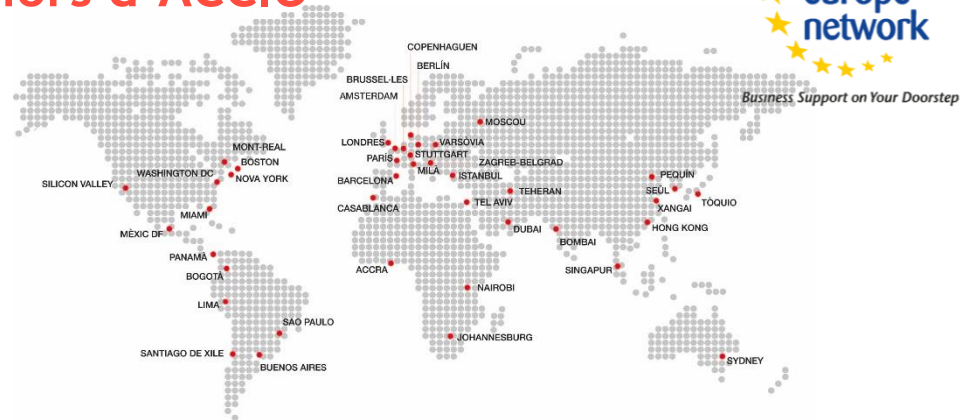 europe
network
Business Support on Your Doorstep
COPENHAGUEN
BERLÍN
BRUSSEL·LES
AMSTERDAM
MOSCOU
LONDRES
VARSÒVIA
MONT-REAL
STUTTGART
PARÍS
BOSTON
ZAGREB-BELGRAD
MILÀ
WASHINGTON DC
NOVA YORK
ISTANBUL
PEQUÍN
BARCELONA
SILICON VALLEY
TEHERAN
SEÜL
TEL AVIV
TÒQUIO
CASABLANCA
XANGAI
MIAMI
HONG KONG
DUBAI
MÈXIC DF
BOMBAI
PANAMÀ
ACCRA
SINGAPUR
BOGOTÀ
NAIROBI
LIMA
SAO PAULO
JOHANNESBURG
SANTIAGO DE XILE
SYDNEY
BUENOS AIRES